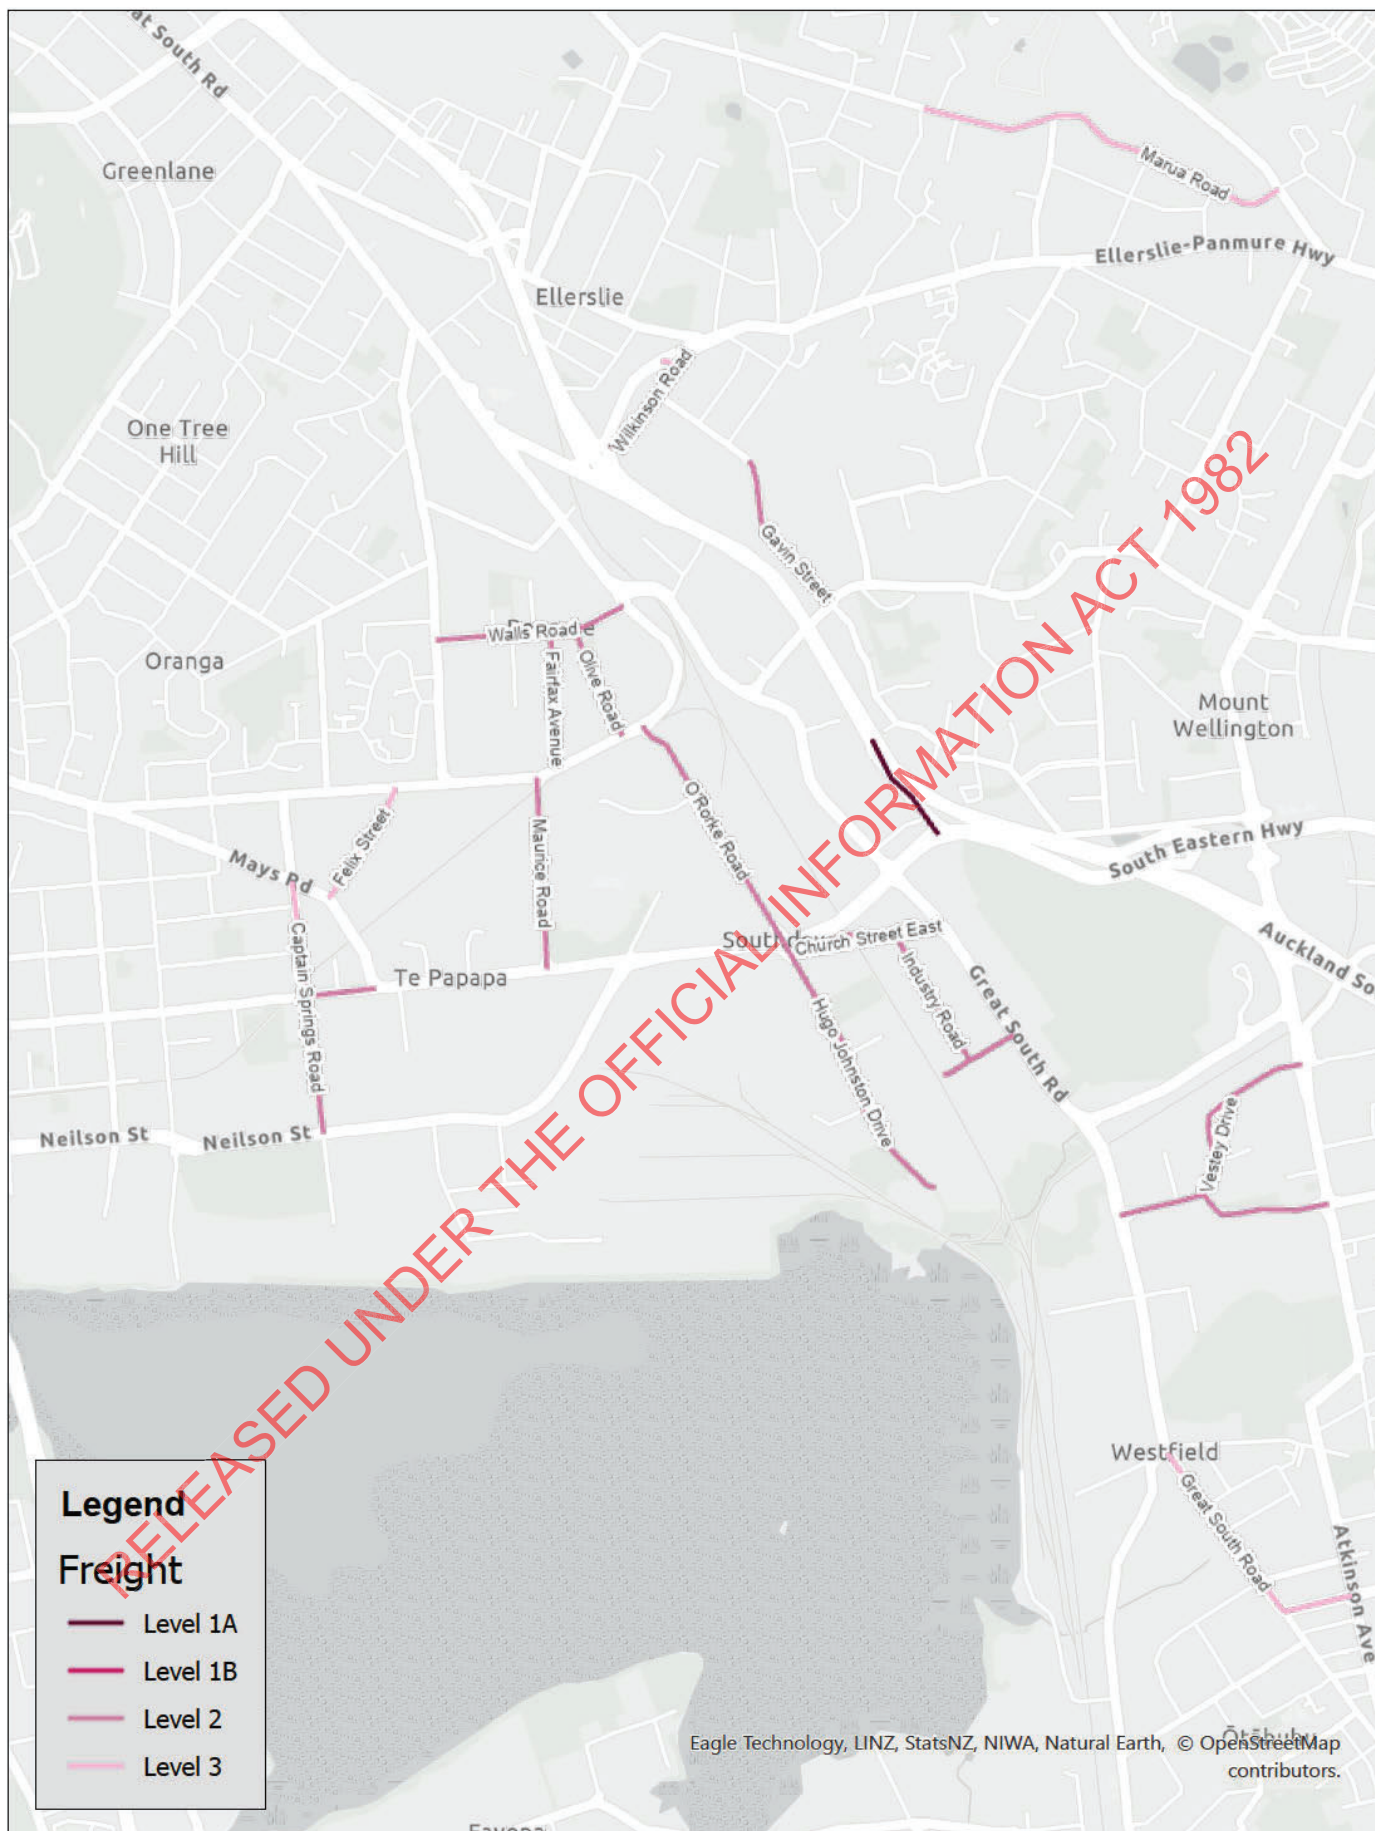 at South Rd
Greenlane
Marua Road
Ellerslie-Panmure Hwy
Ellerslie
Wilkinson Road
One Tree
Hill
Gavin Street
Walls Road
Oranga
Fairfax Avenue
Olive Road
Mount
Wellington
O'Rorke Road
Felix Street
Mays Rd
Maurice Road
South Eastern Hwy
Captain Springs Road
Church Street East
Auckland So
Te Papapa
Industry Road
Great South Rd
Hugo Johnston Drive
Neilson St
Neilson St
Vestey Drive
Westfield
Great South Road
Atkinson Ave
RELEASED UNDER THE OFFICIAL INFORMATION ACT 1982
Legend
Freight
Level 1A
Level 1B
Level 2
Level 3
Ōtāhuhu
Eagle Technology, LINZ, StatsNZ, NIWA, Natural Earth, © OpenStreetMap
contributors.